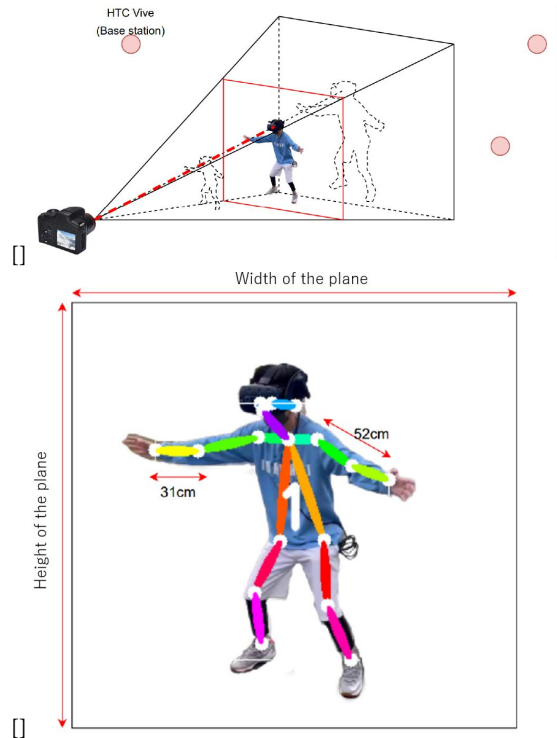 HTC Vive
(Base station)
[]
Width of the plane
Height of the plane
52cm
31cm
1
[]